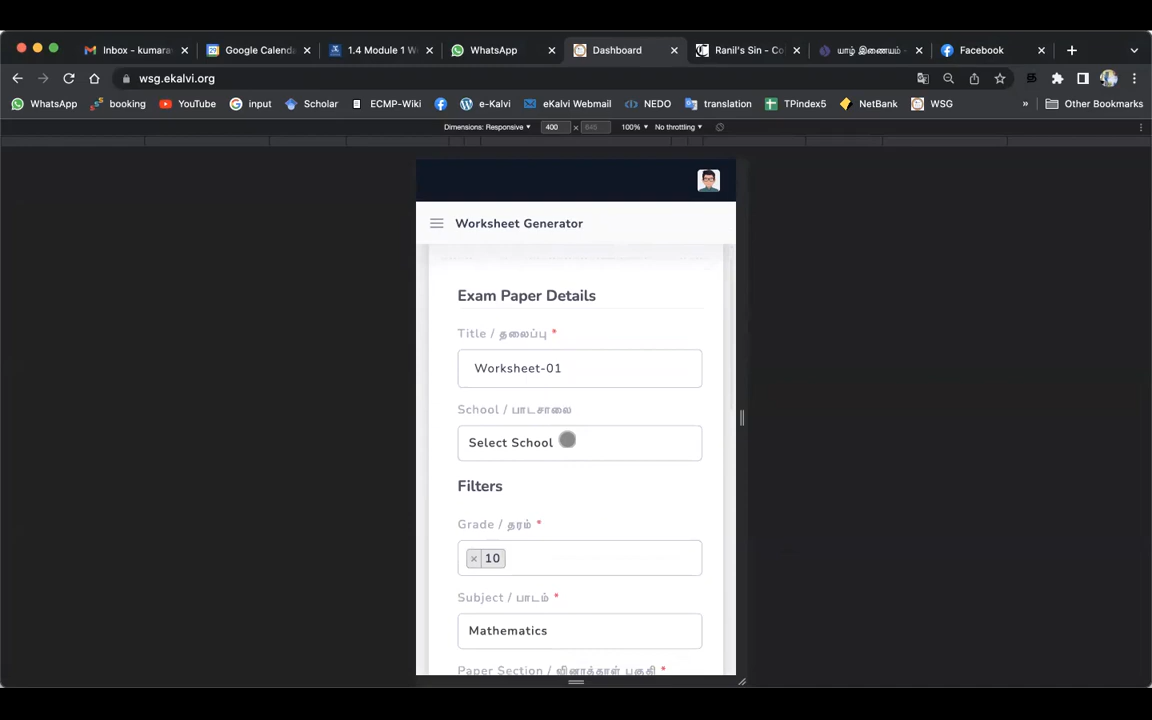 Inbox - kumara
Google Calenda
1.4 Module 1 W
WhatsApp
Dashboard
Ranil's Sin - Co
யாழ் இணையம் -
Facebook
wsg.ekalvi.org
WhatsApp
booking
YouTube
input
Scholar
ECMP-Wiki
e-Kalvi
eKalvi Webmail
NEDO
translation
TPindex5
NetBank
WSG
»
Other Bookmarks
Dimensions: Responsive
400 × 645
100%
No throttling
Worksheet Generator
Exam Paper Details
Title / தலைப்பு *
Worksheet-01
School / பாடசாலை
Select School
Filters
Grade / தரம் *
× 10
Subject / பாடம் *
Mathematics
Paper Section / வினாத்தாள் பகுதி *